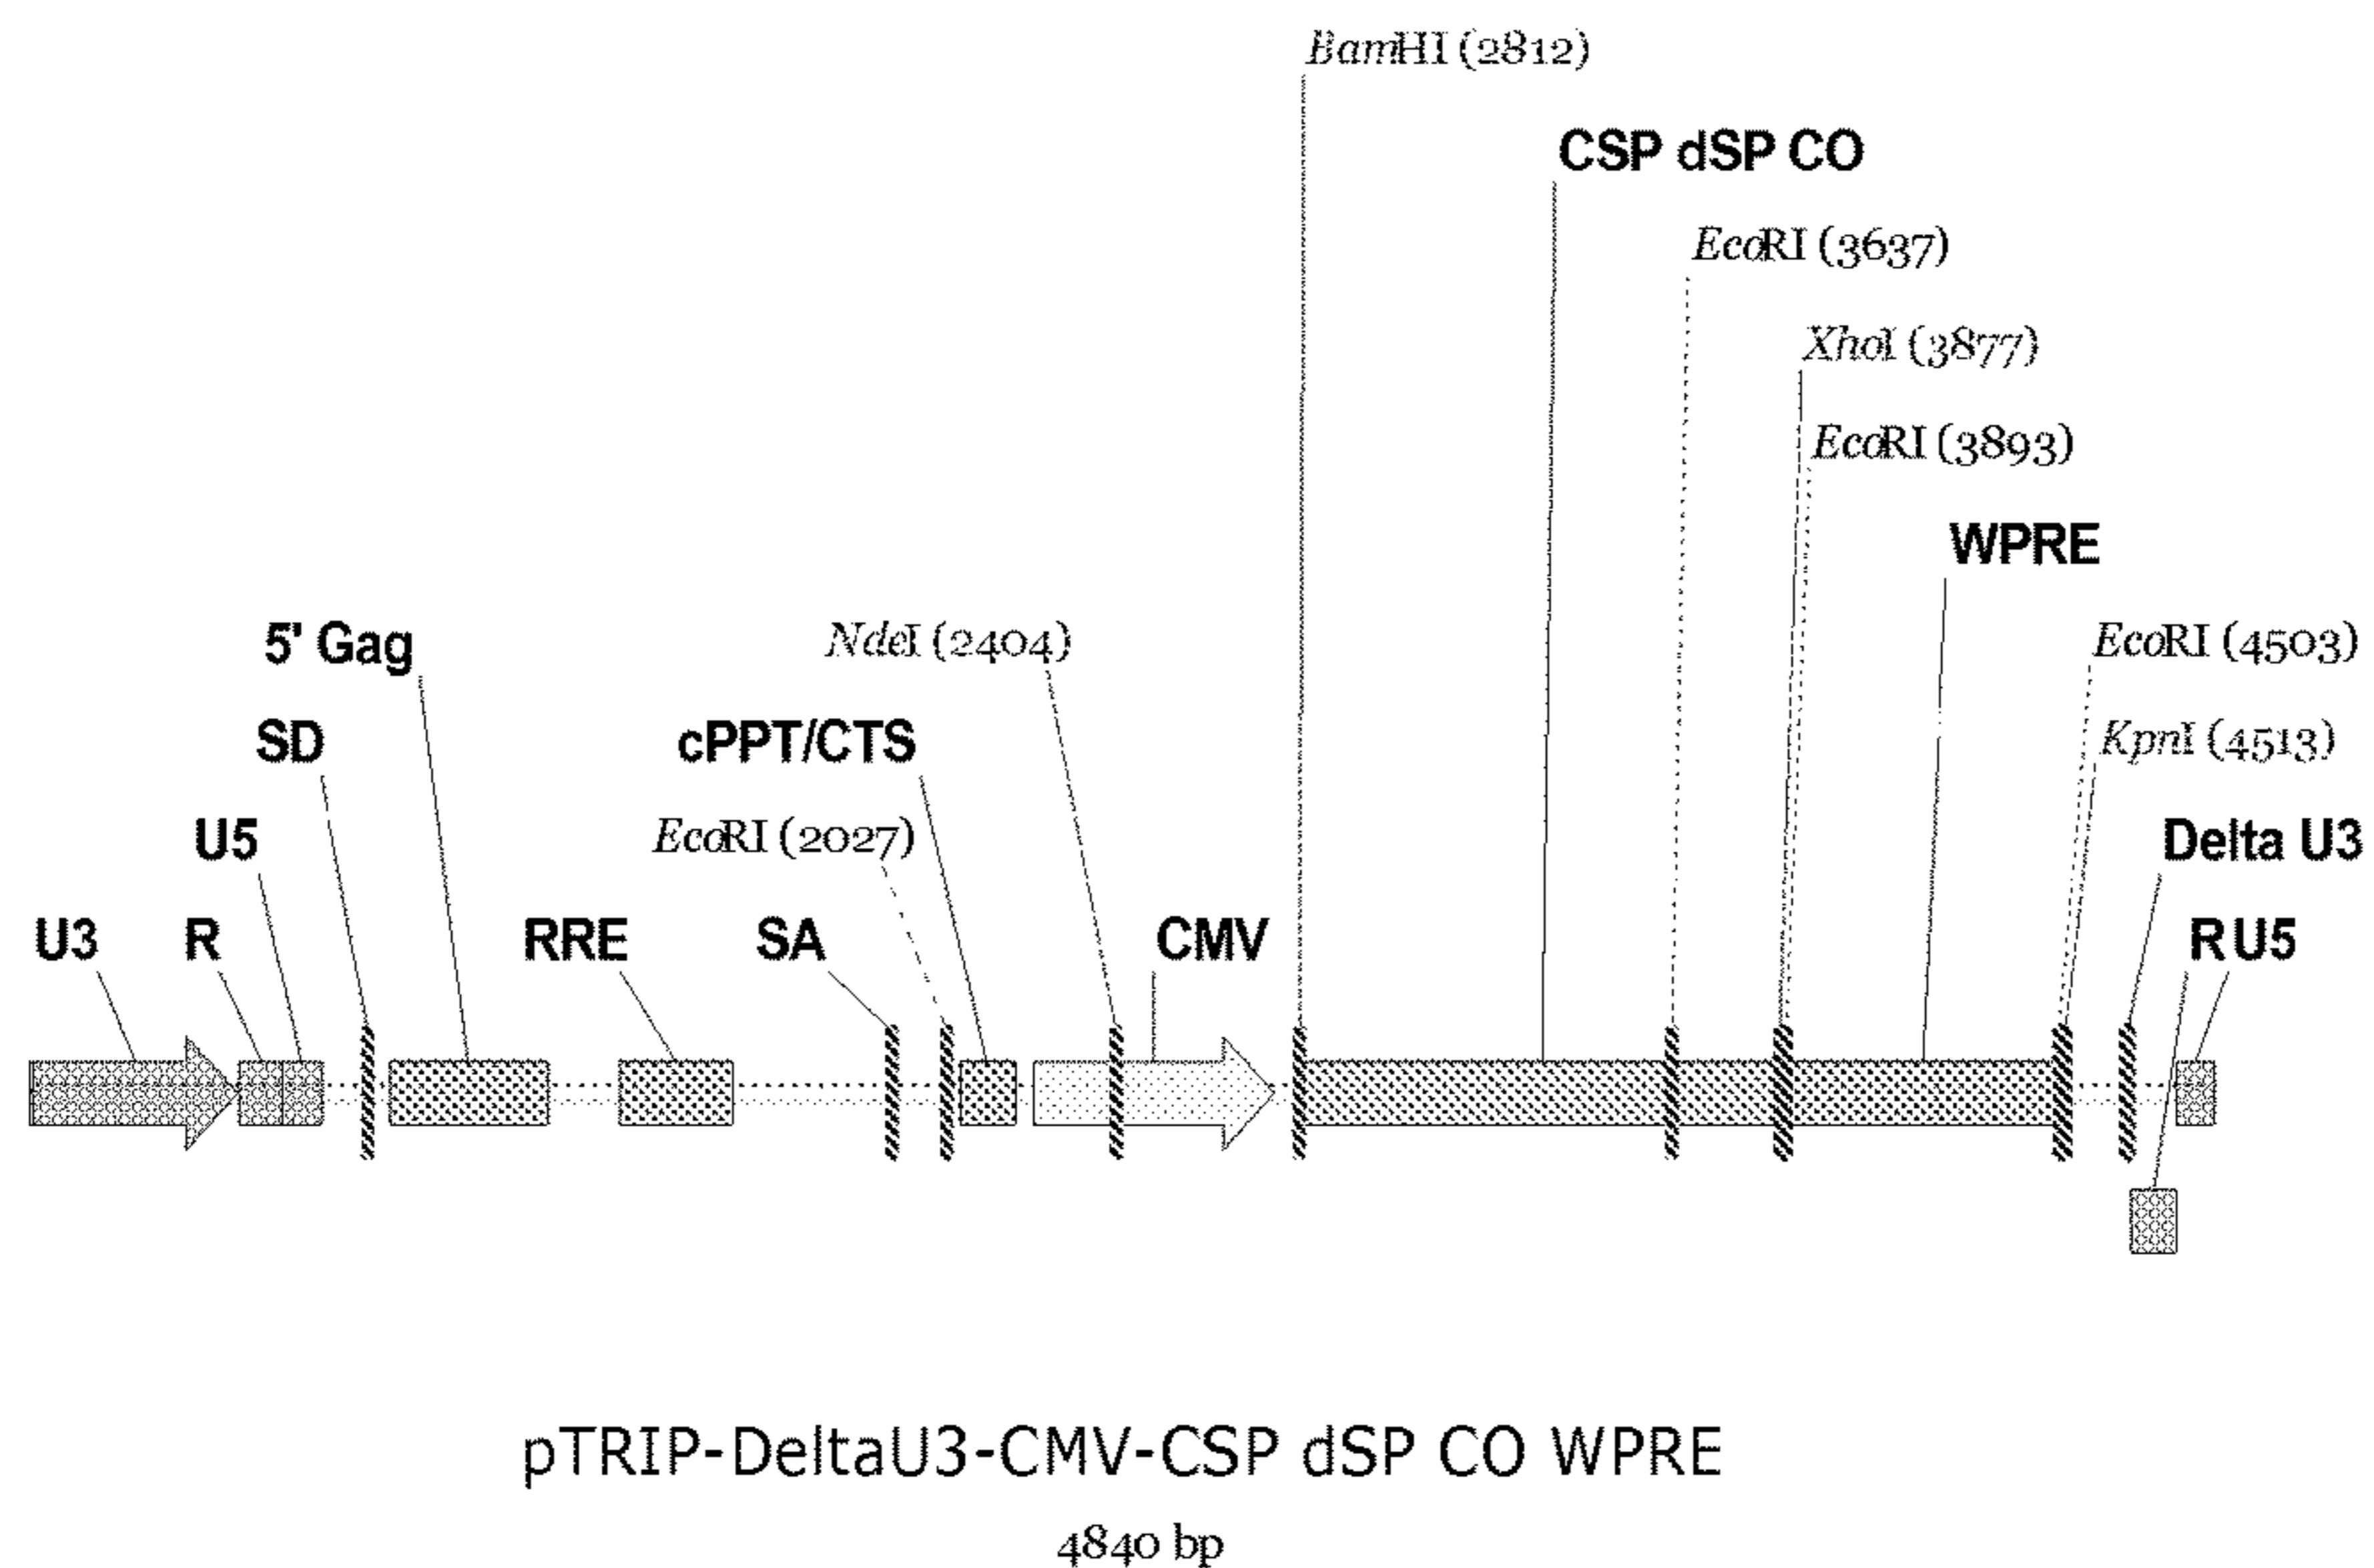 BamHI (2812)
CSP dSP CO
EcoRI (3637)
XhoI (3877)
EcoRI (3893)
WPRE
5' Gag
NdeI (2404)
EcoRI (4503)
SD
cPPT/CTS
KpnI (4513)
U5
EcoRI (2027)
Delta U3
U3
R
RRE
SA
CMV
R U5
pTRIP-DeltaU3-CMV-CSP dSP CO WPRE
4840 bp